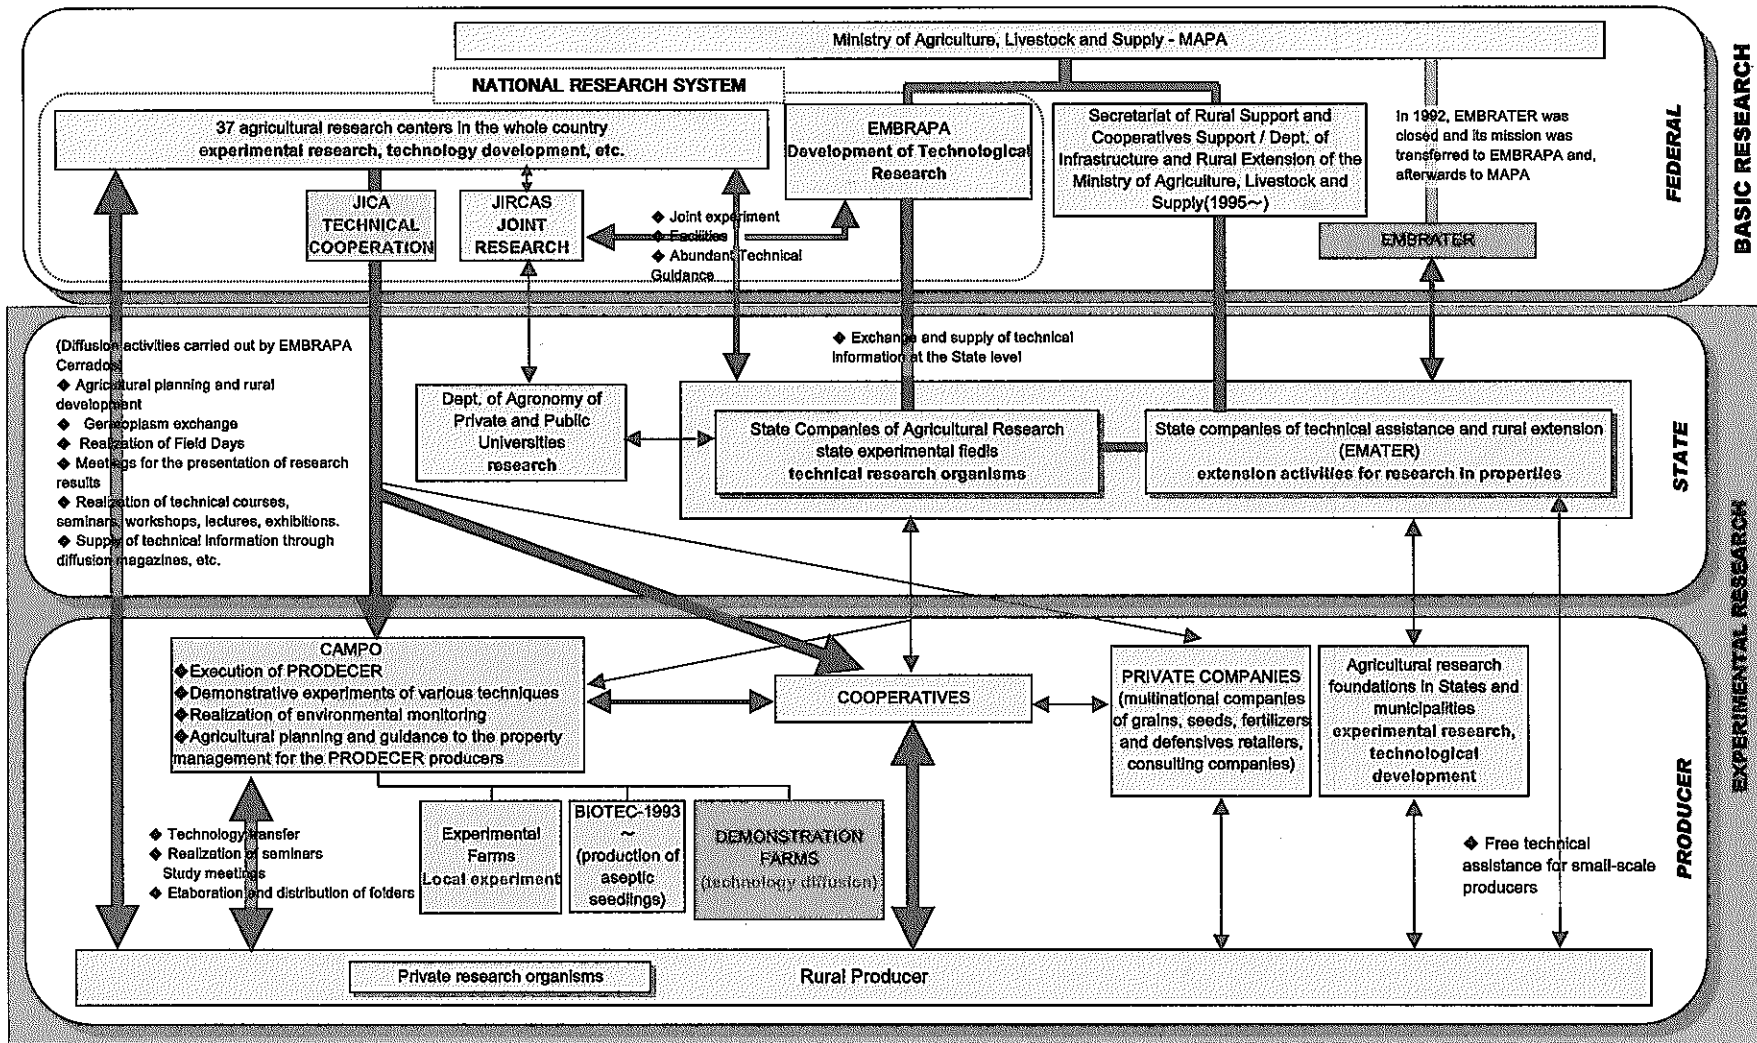 Ministry of Agriculture, Livestock and Supply - MAPA
NATIONAL RESEARCH SYSTEM
37 agricultural research centers in the whole country
experimental research, technology development, etc.
EMBRAPA
Development of Technological
Research
Secretariat of Rural Support and
Cooperatives Support / Dept. of
Infrastructure and Rural Extension of the
Ministry of Agriculture, Livestock and
Supply(1995~)
In 1992, EMBRATER was
closed and its mission was
transferred to EMBRAPA and,
afterwards to MAPA
FEDERAL
BASIC RESEARCH
JICA
TECHNICAL
COOPERATION
JIRCAS
JOINT
RESEARCH
◆ Joint experiment
◆ Facilities
◆ Abundant Technical
Guidance
EMBRATER
(Diffusion activities carried out by EMBRAPA
Cerrados)
◆ Agricultural planning and rural
development
◆ Germoplasm exchange
◆ Realization of Field Days
◆ Meetings for the presentation of research
results
◆ Realization of technical courses,
seminars, workshops, lectures, exhibitions.
◆ Supply of technical information through
diffusion magazines, etc.
◆ Exchange and supply of technical
information at the State level
Dept. of Agronomy of
Private and Public
Universities
research
State Companies of Agricultural Research
state experimental fiedls
technical research organisms
State companies of technical assistance and rural extension
(EMATER)
extension activities for research in properties
STATE
EXPERIMENTAL RESEARCH
CAMPO
◆Execution of PRODECER
◆Demonstrative experiments of various techniques
◆Realization of environmental monitoring
◆Agricultural planning and guidance to the property
management for the PRODECER producers
COOPERATIVES
PRIVATE COMPANIES
(multinational companies
of grains, seeds, fertilizers
and defensives retailers,
consulting companies)
Agricultural research
foundations in States and
municipalities
experimental research,
technological
development
◆ Technology transfer
◆ Realization of seminars
Study meetings
◆ Elaboration and distribution of folders
Experimental
Farms
Local experiment
BIOTEC-1993
~
(production of
aseptic
seedlings)
DEMONSTRATION
FARMS
(technology diffusion)
◆ Free technical
assistance for small-scale
producers
PRODUCER
Private research organisms
Rural Producer